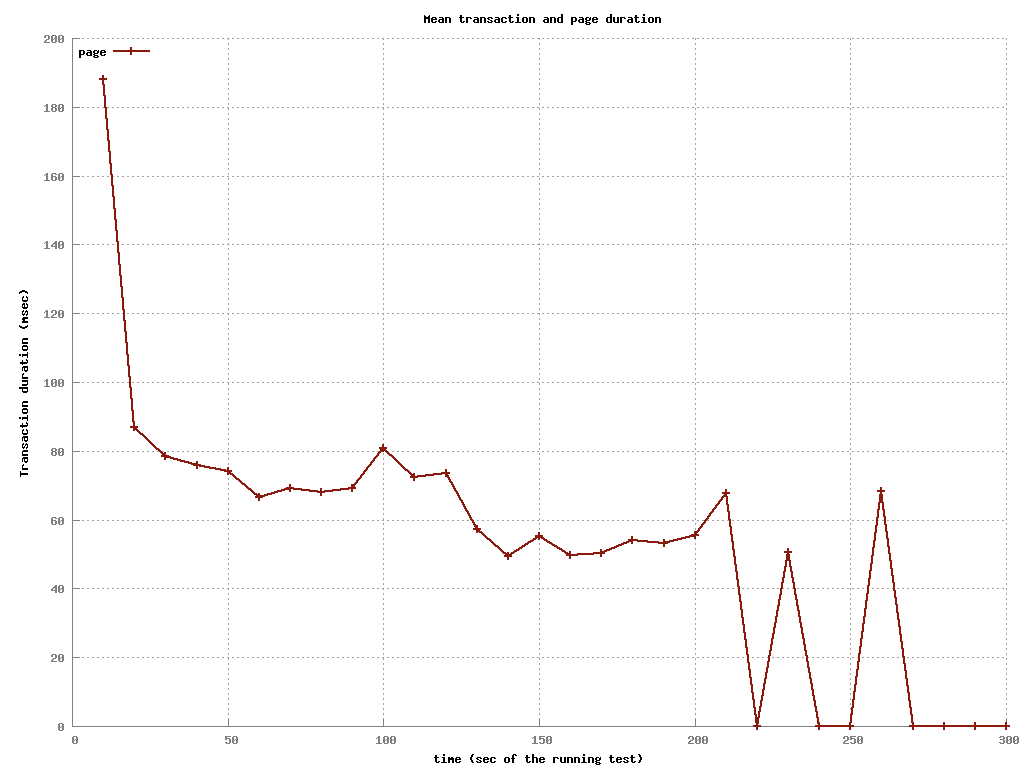 Mean transaction and page duration
200
page
180
160
140
120
100
80
60
40
20
0
Transaction duration (msec)
0 50 100 150 200 250 300
time (sec of the running test)